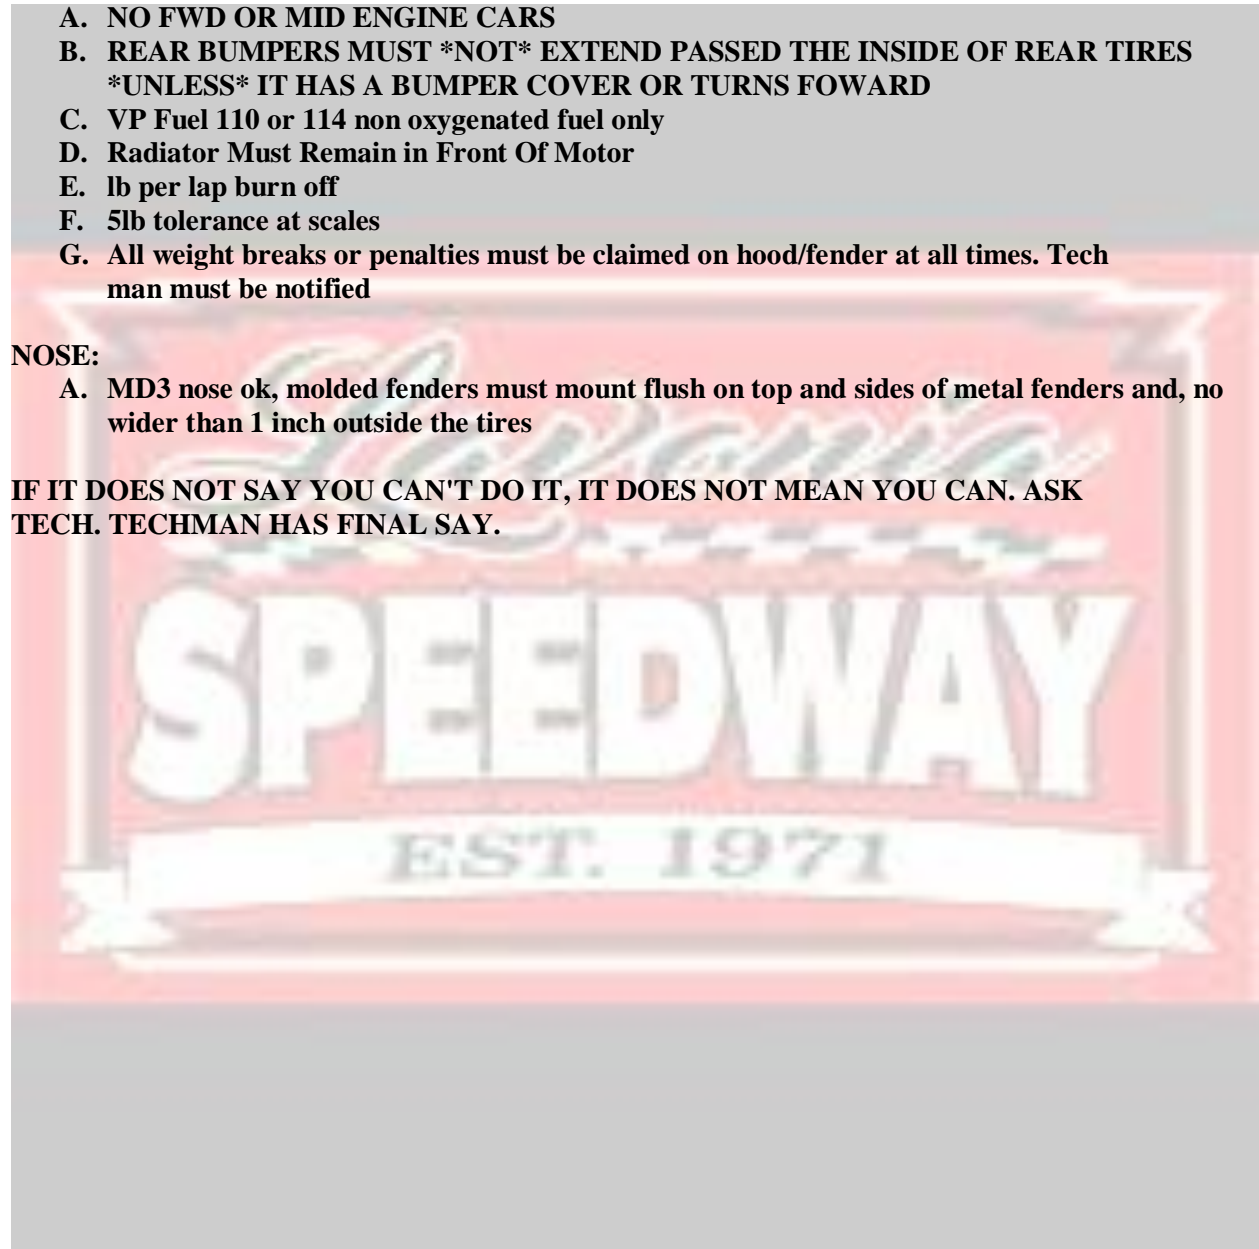 A. NO FWD OR MID ENGINE CARS
B. REAR BUMPERS MUST *NOT* EXTEND PASSED THE INSIDE OF REAR TIRES
*UNLESS* IT HAS A BUMPER COVER OR TURNS FOWARD
C. VP Fuel 110 or 114 non oxygenated fuel only
D. Radiator Must Remain in Front Of Motor
E. lb per lap burn off
F. 5lb tolerance at scales
G. All weight breaks or penalties must be claimed on hood/fender at all times. Tech
man must be notified
NOSE:
A. MD3 nose ok, molded fenders must mount flush on top and sides of metal fenders and, no
wider than 1 inch outside the tires
IF IT DOES NOT SAY YOU CAN'T DO IT, IT DOES NOT MEAN YOU CAN. ASK
TECH. TECHMAN HAS FINAL SAY.
Lavonia
SPEEDWAY
EST. 1971